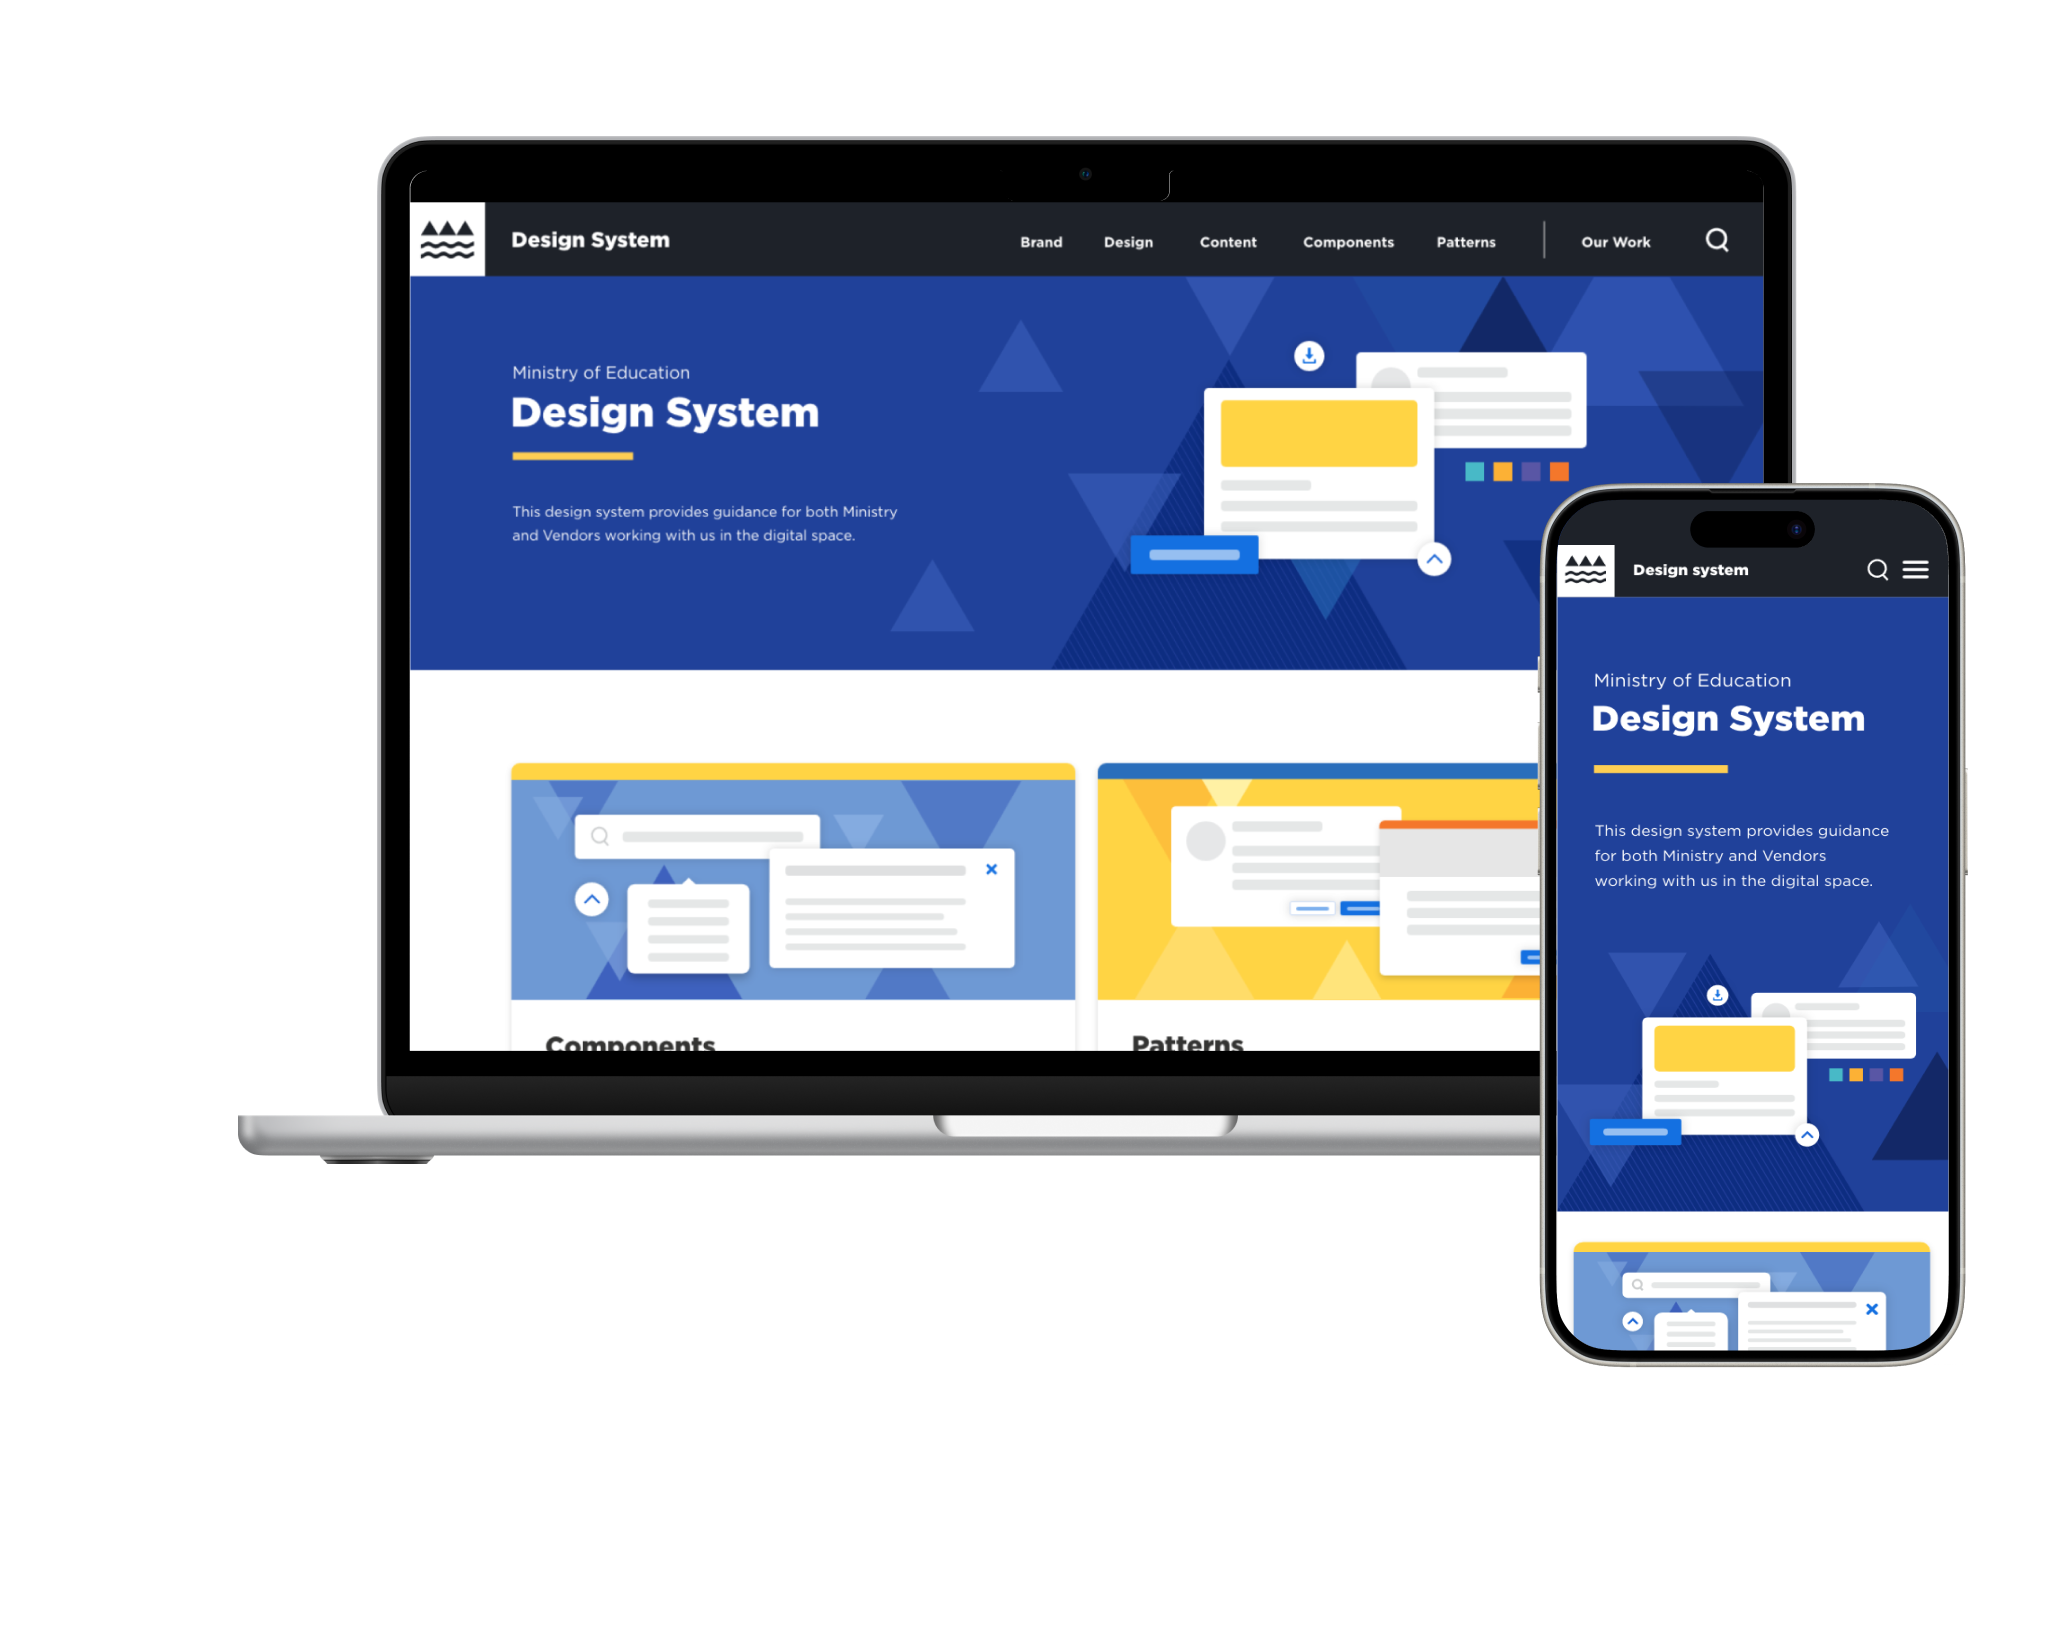 Design System
Brand Design Content Components Patterns Our Work
Ministry of Education
Design System
This design system provides guidance for both Ministry
and Vendors working with us in the digital space.
Components
Patterns
Design system
Ministry of Education
Design System
This design system provides guidance
for both Ministry and Vendors
working with us in the digital space.